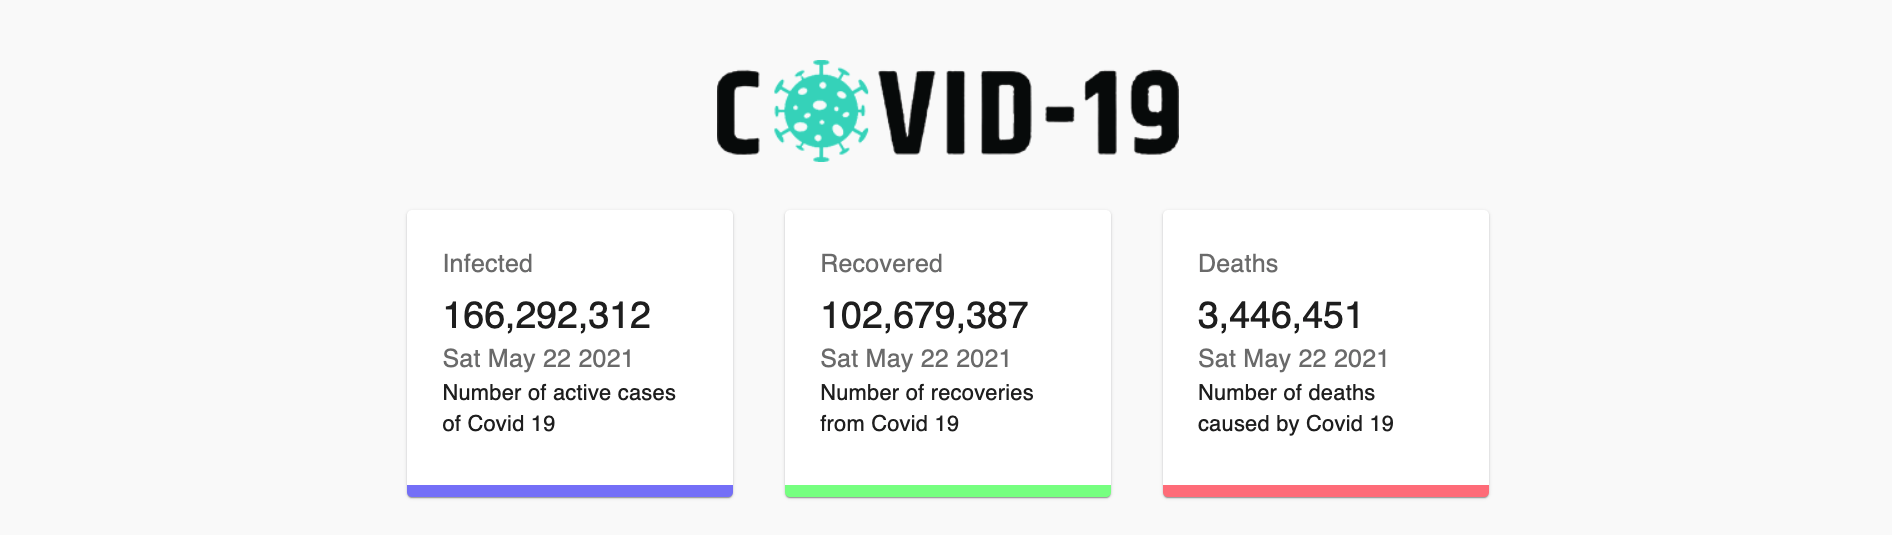 COVID-19
Infected
166,292,312
Sat May 22 2021
Number of active cases
of Covid 19
Recovered
102,679,387
Sat May 22 2021
Number of recoveries
from Covid 19
Deaths
3,446,451
Sat May 22 2021
Number of deaths
caused by Covid 19